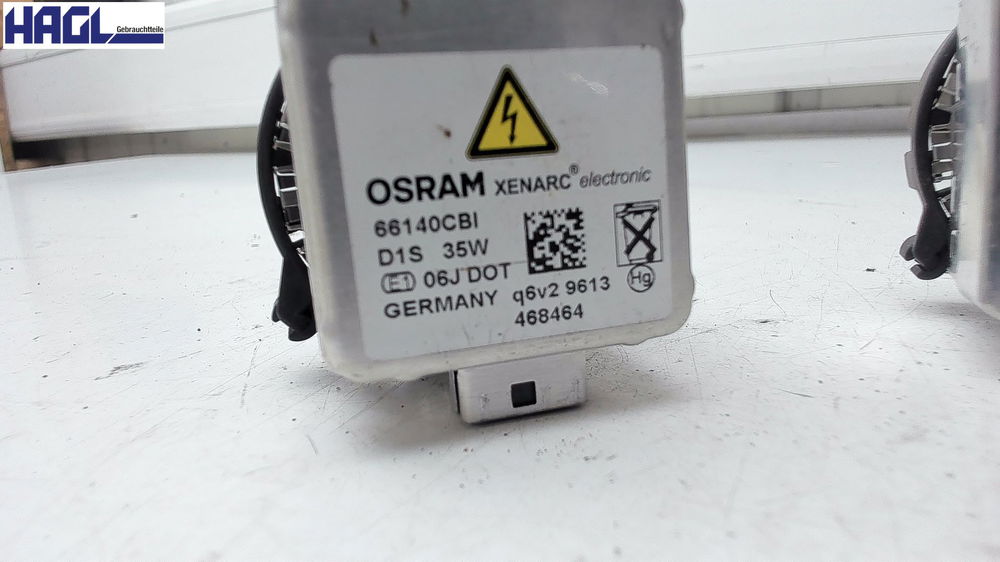 HAGL
Gebrauchtteile
OSRAM XENARC® electronic
66140CBI
D1S 35W
E1 06J DOT
GERMANY q6v2 9613
468464
Hg